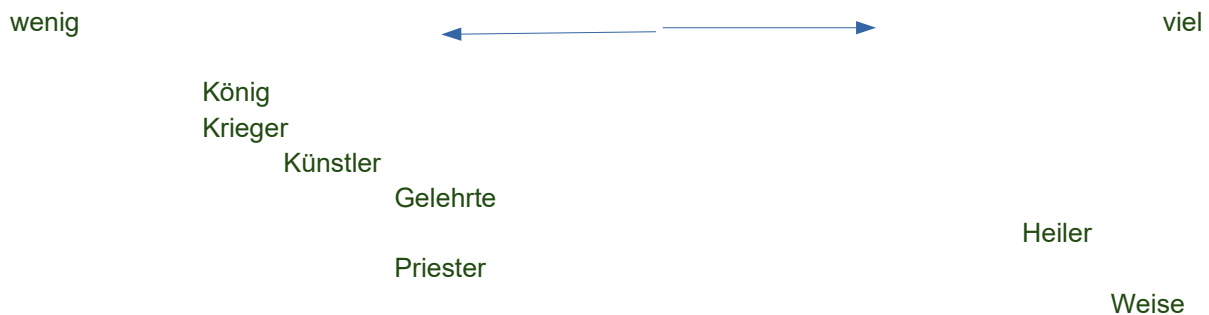 wenig viel
König
Krieger
Künstler
Gelehrte
Heiler
Priester
Weise